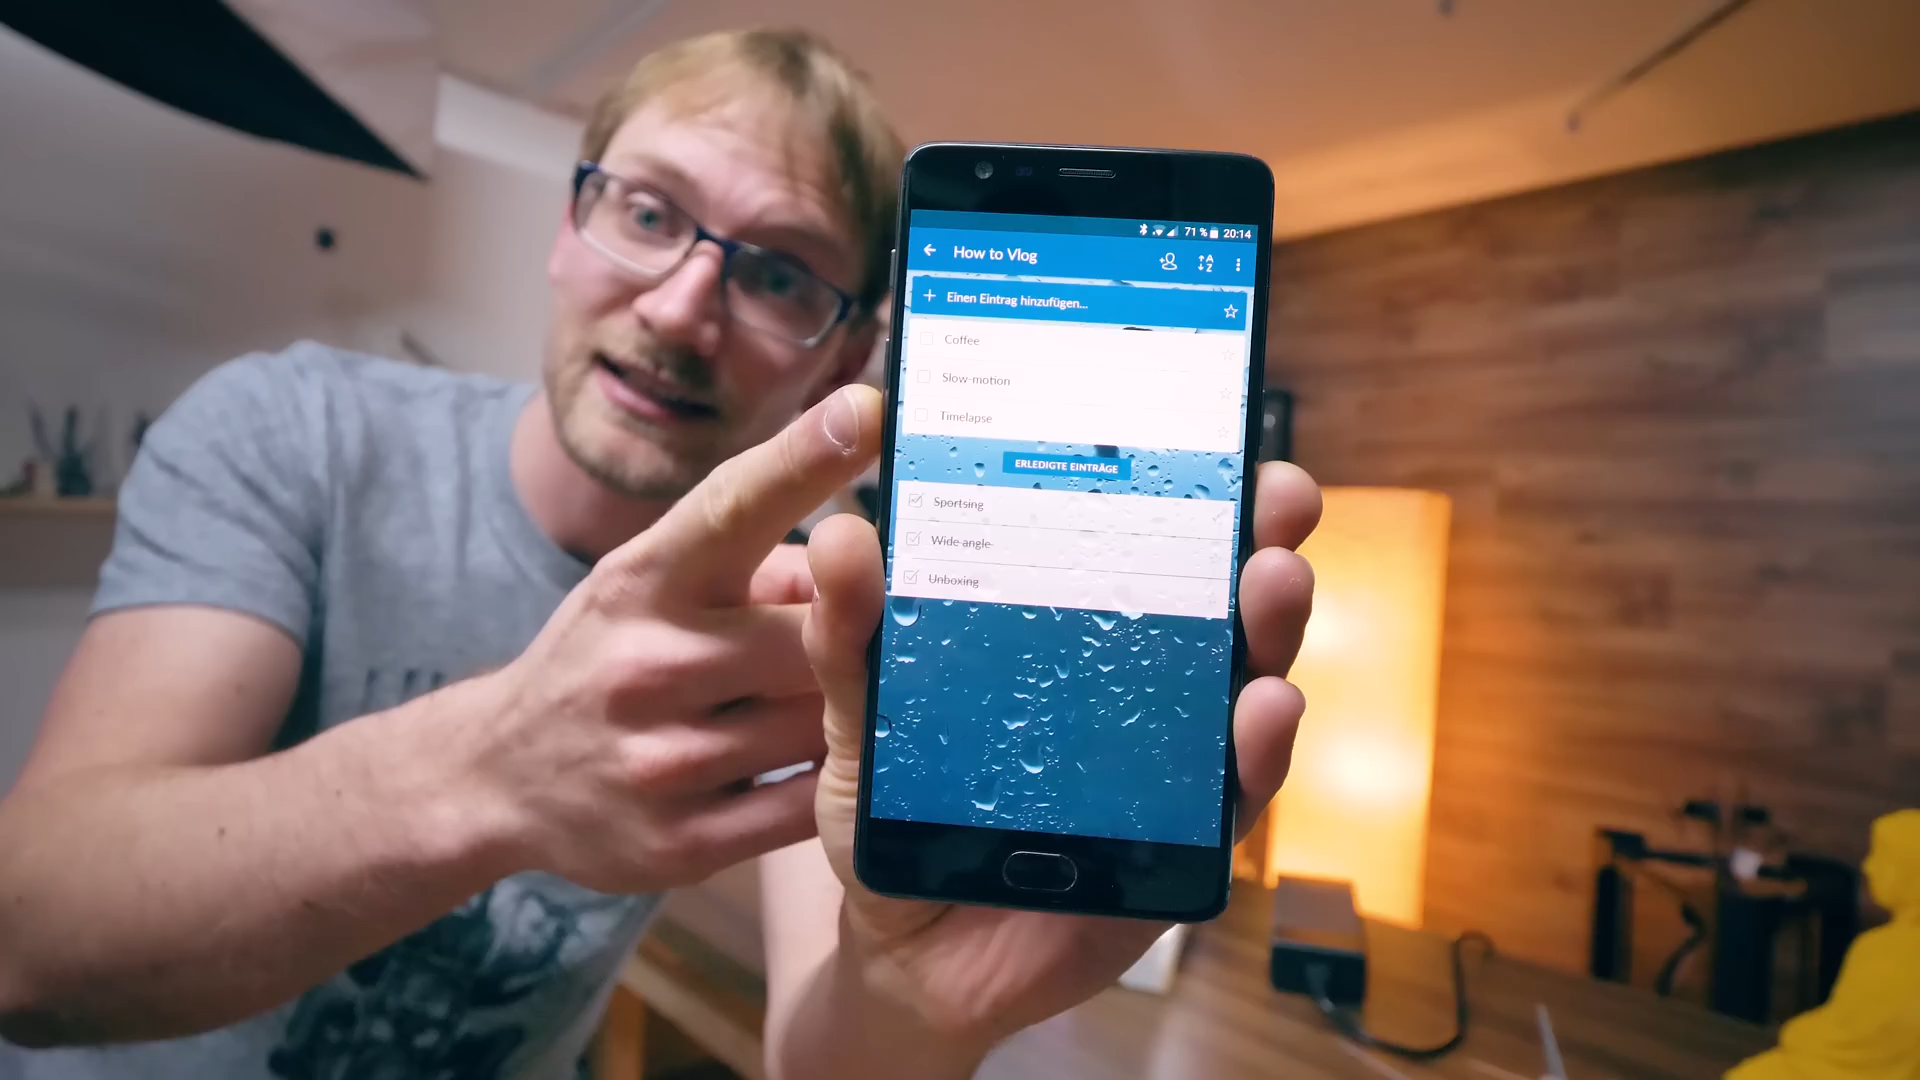 71 % 20:14
How to Vlog
Einen Eintrag hinzufügen...
Coffee
Slow-motion
Timelapse
ERLEDIGTE EINTRÄGE
Sportsing
Wide angle
Unboxing